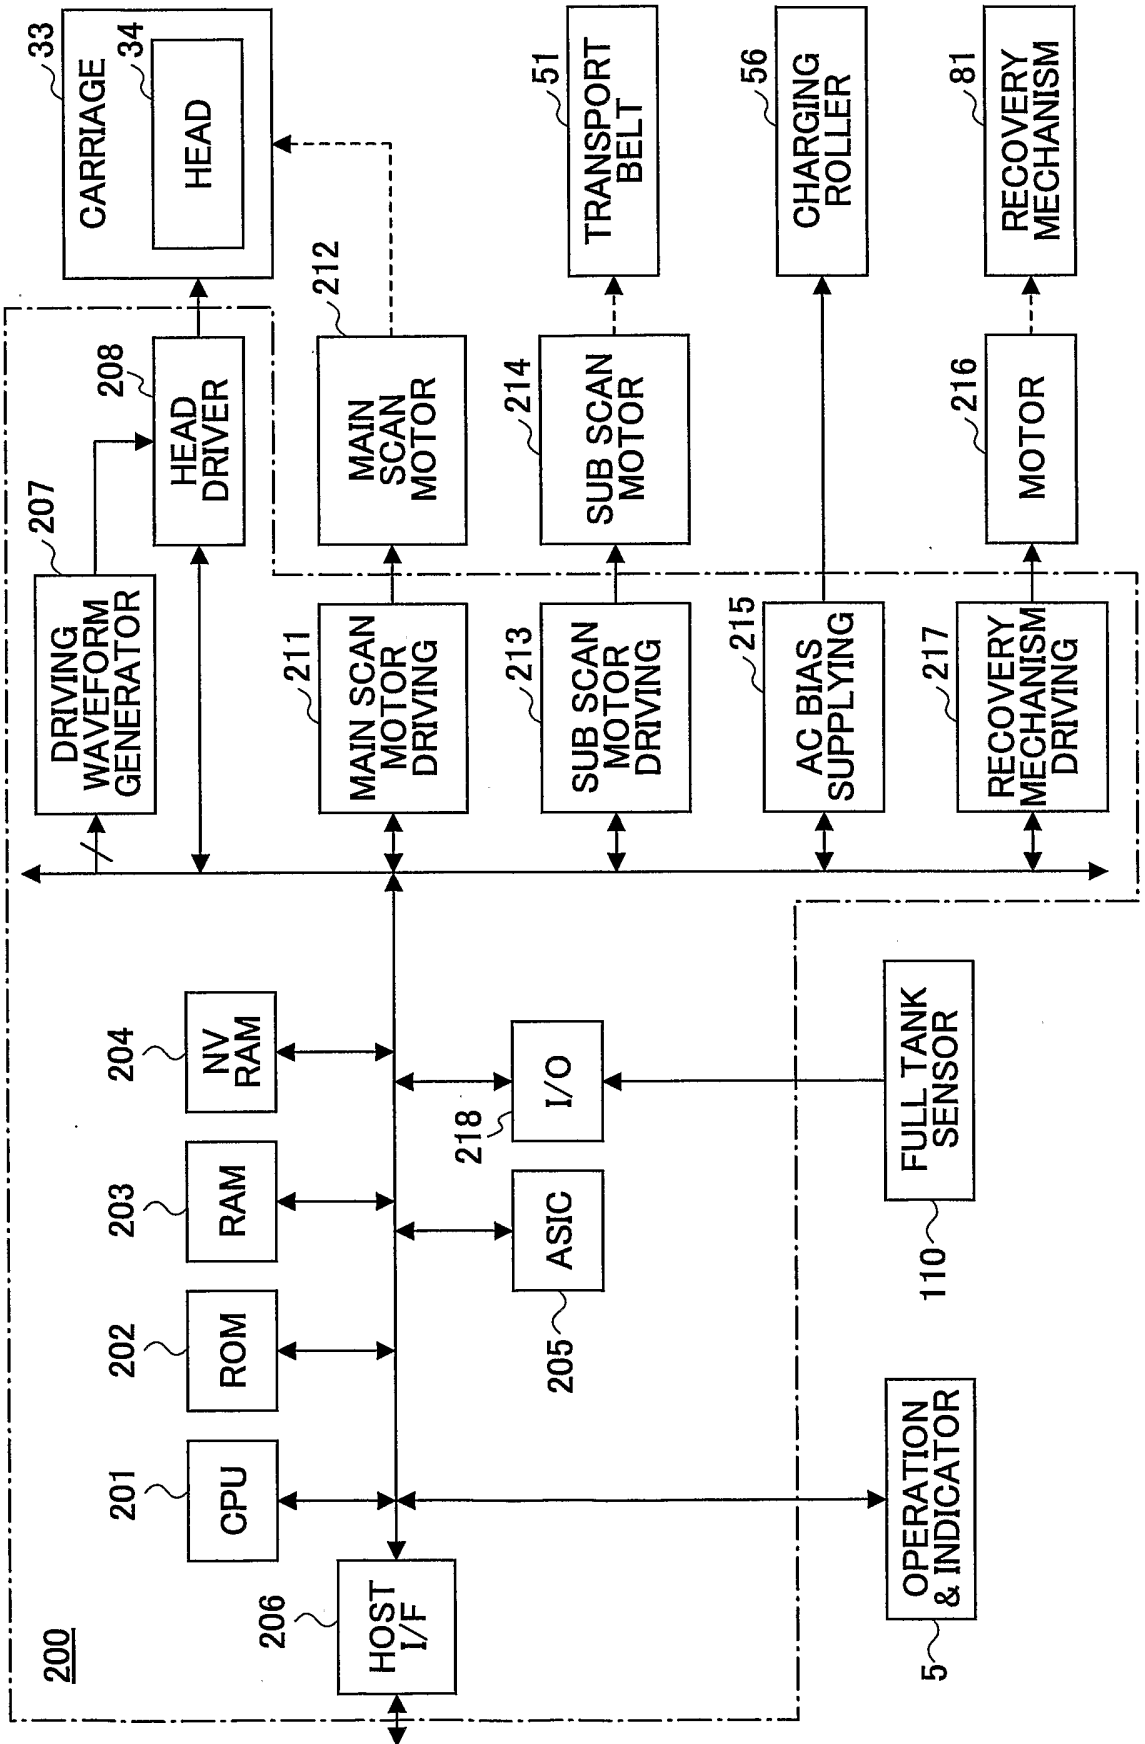 200
206
HOST
I/F
201
CPU
202
ROM
203
RAM
204
NV
RAM
205
ASIC
218
I/O
5
OPERATION
& INDICATOR
110
FULL TANK
SENSOR
207
DRIVING
WAVEFORM
GENERATOR
208
HEAD
DRIVER
33
CARRIAGE
34
HEAD
211
MAIN SCAN
MOTOR
DRIVING
212
MAIN
SCAN
MOTOR
213
SUB SCAN
MOTOR
DRIVING
214
SUB SCAN
MOTOR
51
TRANSPORT
BELT
215
AC BIAS
SUPPLYING
56
CHARGING
ROLLER
217
RECOVERY
MECHANISM
DRIVING
216
MOTOR
81
RECOVERY
MECHANISM